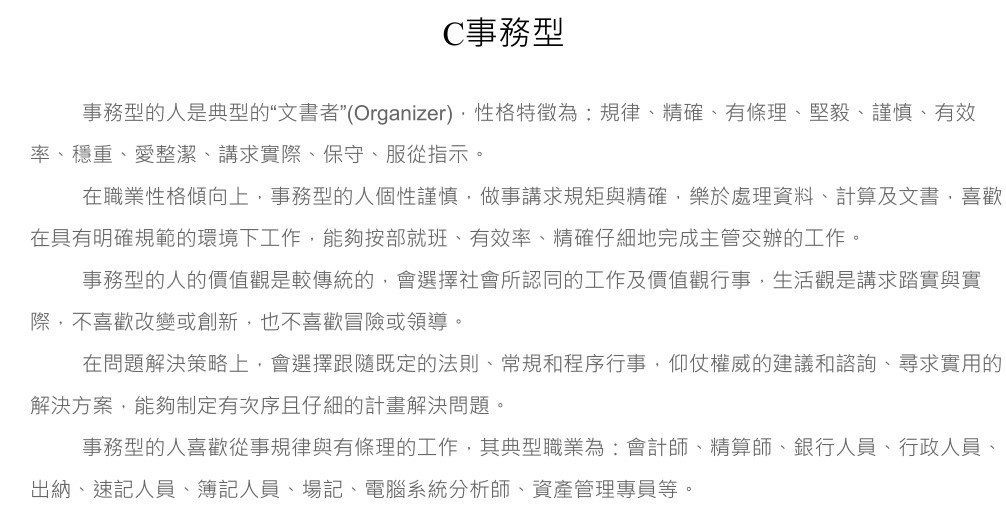 C事務型
事務型的人是典型的“文書者”(Organizer)，性格特徵為：規律、精確、有條理、堅毅、謹慎、有效
率、穩重、愛整潔、講求實際、保守、服從指示。
在職業性格傾向上，事務型的人個性謹慎，做事講求規矩與精確，樂於處理資料、計算及文書，喜歡
在具有明確規範的環境下工作，能夠按部就班、有效率、精確仔細地完成主管交辦的工作。
事務型的人的價值觀是較傳統的，會選擇社會所認同的工作及價值觀行事，生活觀是講求踏實與實
際，不喜歡改變或創新，也不喜歡冒險或領導。
在問題解決策略上，會選擇跟隨既定的法則、常規和程序行事，仰仗權威的建議和諮詢、尋求實用的
解決方案，能夠制定有次序且仔細的計畫解決問題。
事務型的人喜歡從事規律與有條理的工作，其典型職業為：會計師、精算師、銀行人員、行政人員、
出納、速記人員、簿記人員、場記、電腦系統分析師、資產管理專員等。